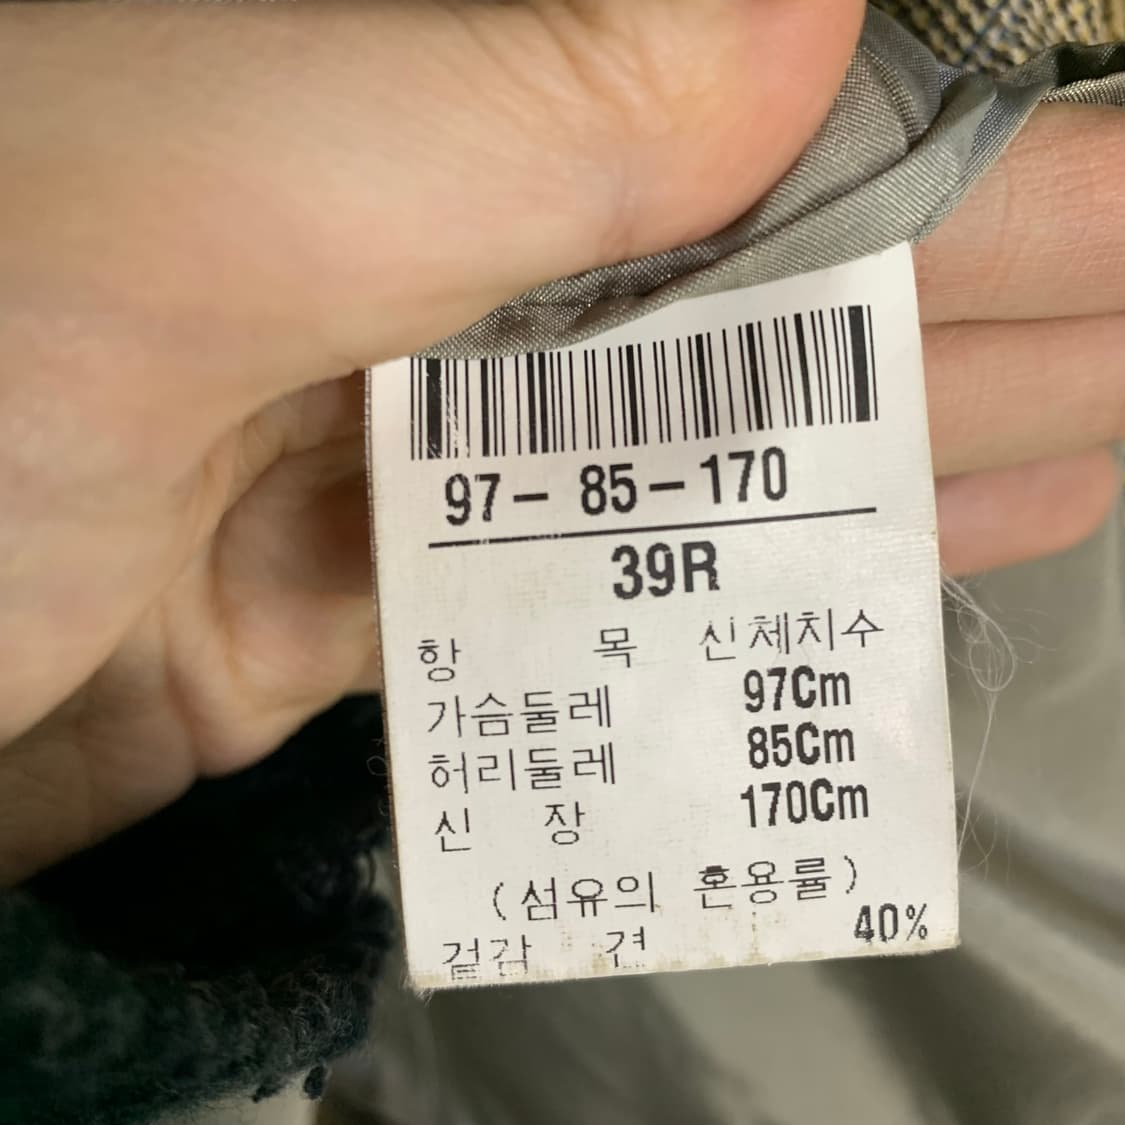 97- 85-170
39R
항 목 신체치수
가슴둘레 97Cm
허리둘레 85Cm
신 장 170Cm
(섬유의 혼용률)
겉감 견 40%